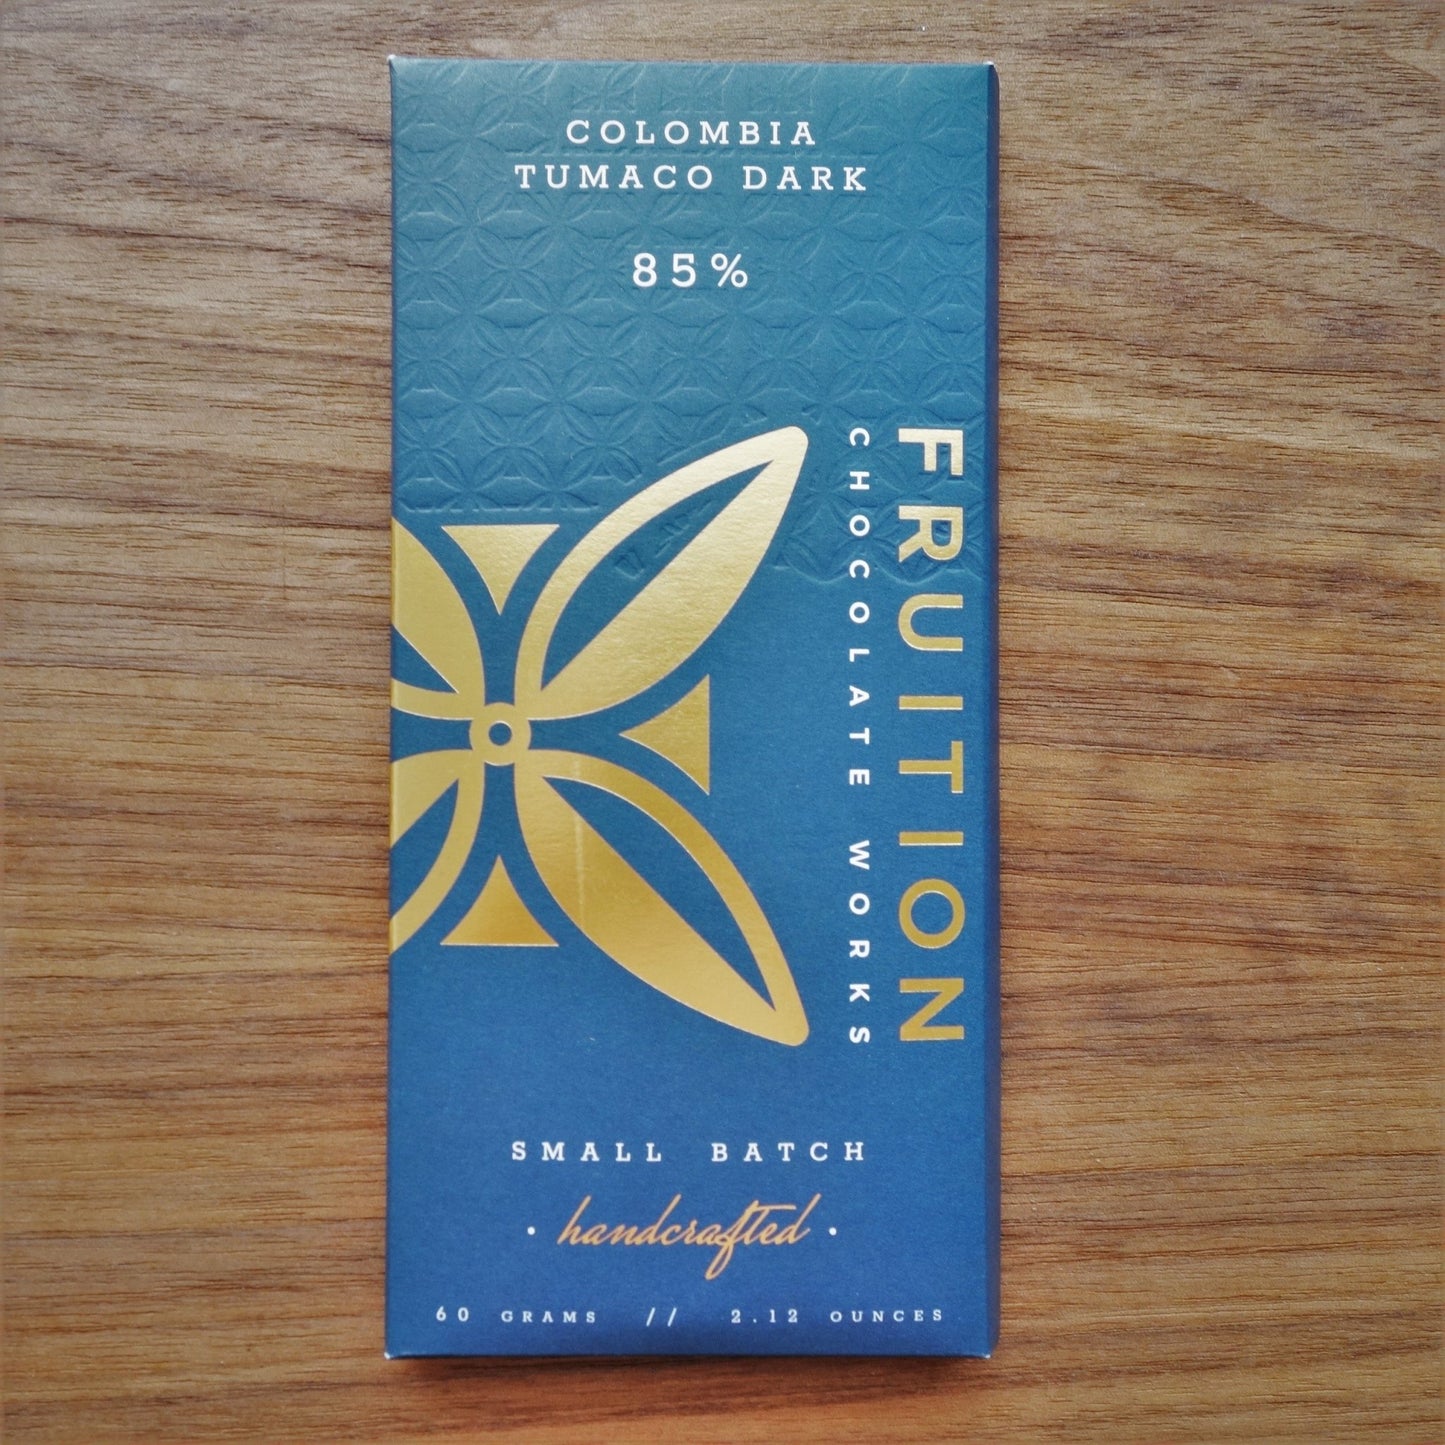 COLOMBIA
TUMACO DARK
85%
FRUITION
CHOCOLATE WORKS
SMALL BATCH
• handcrafted •
60 GRAMS // 2.12 OUNCES